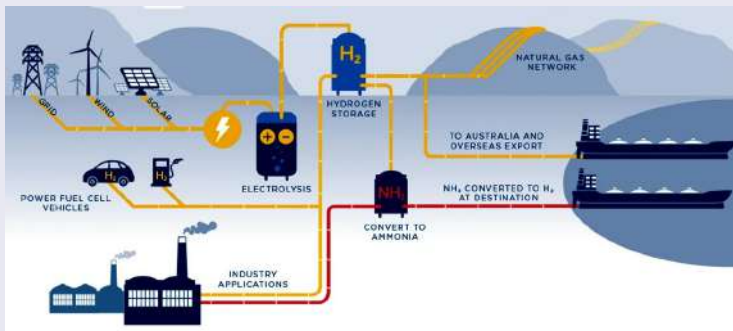 H₂
NATURAL GAS
NETWORK
GRID
WIND
SOLAR
HYDROGEN
STORAGE
TO AUSTRALIA AND
OVERSEAS EXPORT
ELECTROLYSIS
H₂
H₂
POWER FUEL CELL
VEHICLES
NH₃
NH₃ CONVERTED TO H₂
AT DESTINATION
CONVERT TO
AMMONIA
INDUSTRY
APPLICATIONS